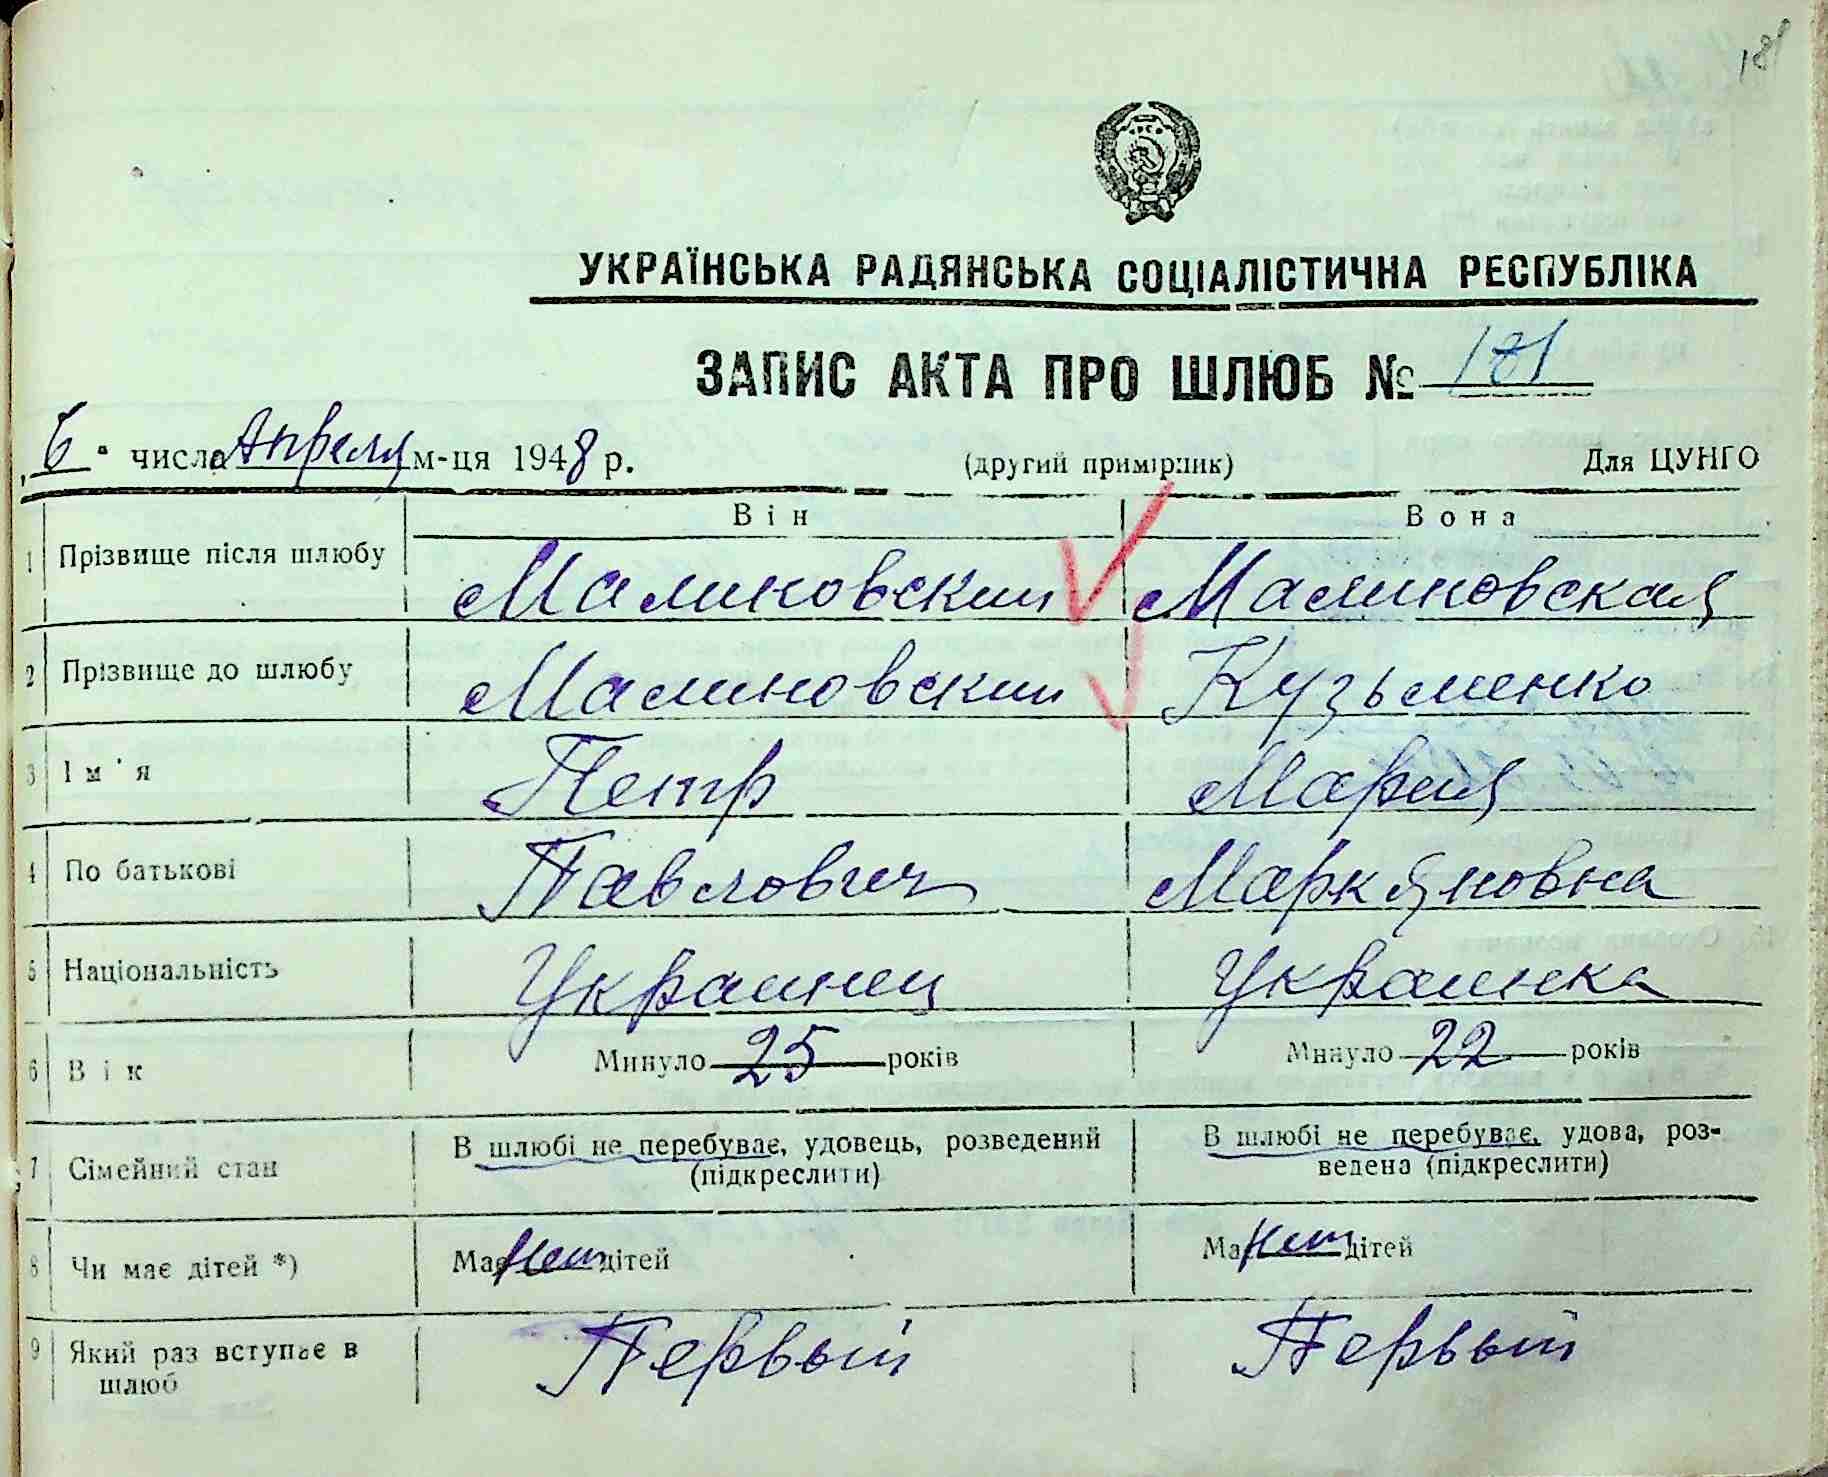 181
УКРАЇНСЬКА РАДЯНСЬКА СОЦІАЛІСТИЧНА РЕСПУБЛІКА
ЗАПИС АКТА ПРО ШЛЮБ № 181
„6“ числа Апреля м-ця 1948 р. (другий примірник) Для ЦУНГО
Він Вона
1 Прізвище після шлюбу Малиновский Малиновская
2 Прізвище до шлюбу Малиновский Кузьменко
3 Ім'я Петр Мария
4 По батькові Павлович Маркяновна
5 Національність Украинец Украинка
6 Вік Минуло 25 років Минуло 22 років
7 Сімейний стан В шлюбі не перебуває, удовець, розведений (підкреслити) В шлюбі не перебуває, удова, роз-
ведена (підкреслити)
8 Чи має дітей *) Має нет дітей Має нет дітей
9 Який раз вступає в Первый Первый
шлюб